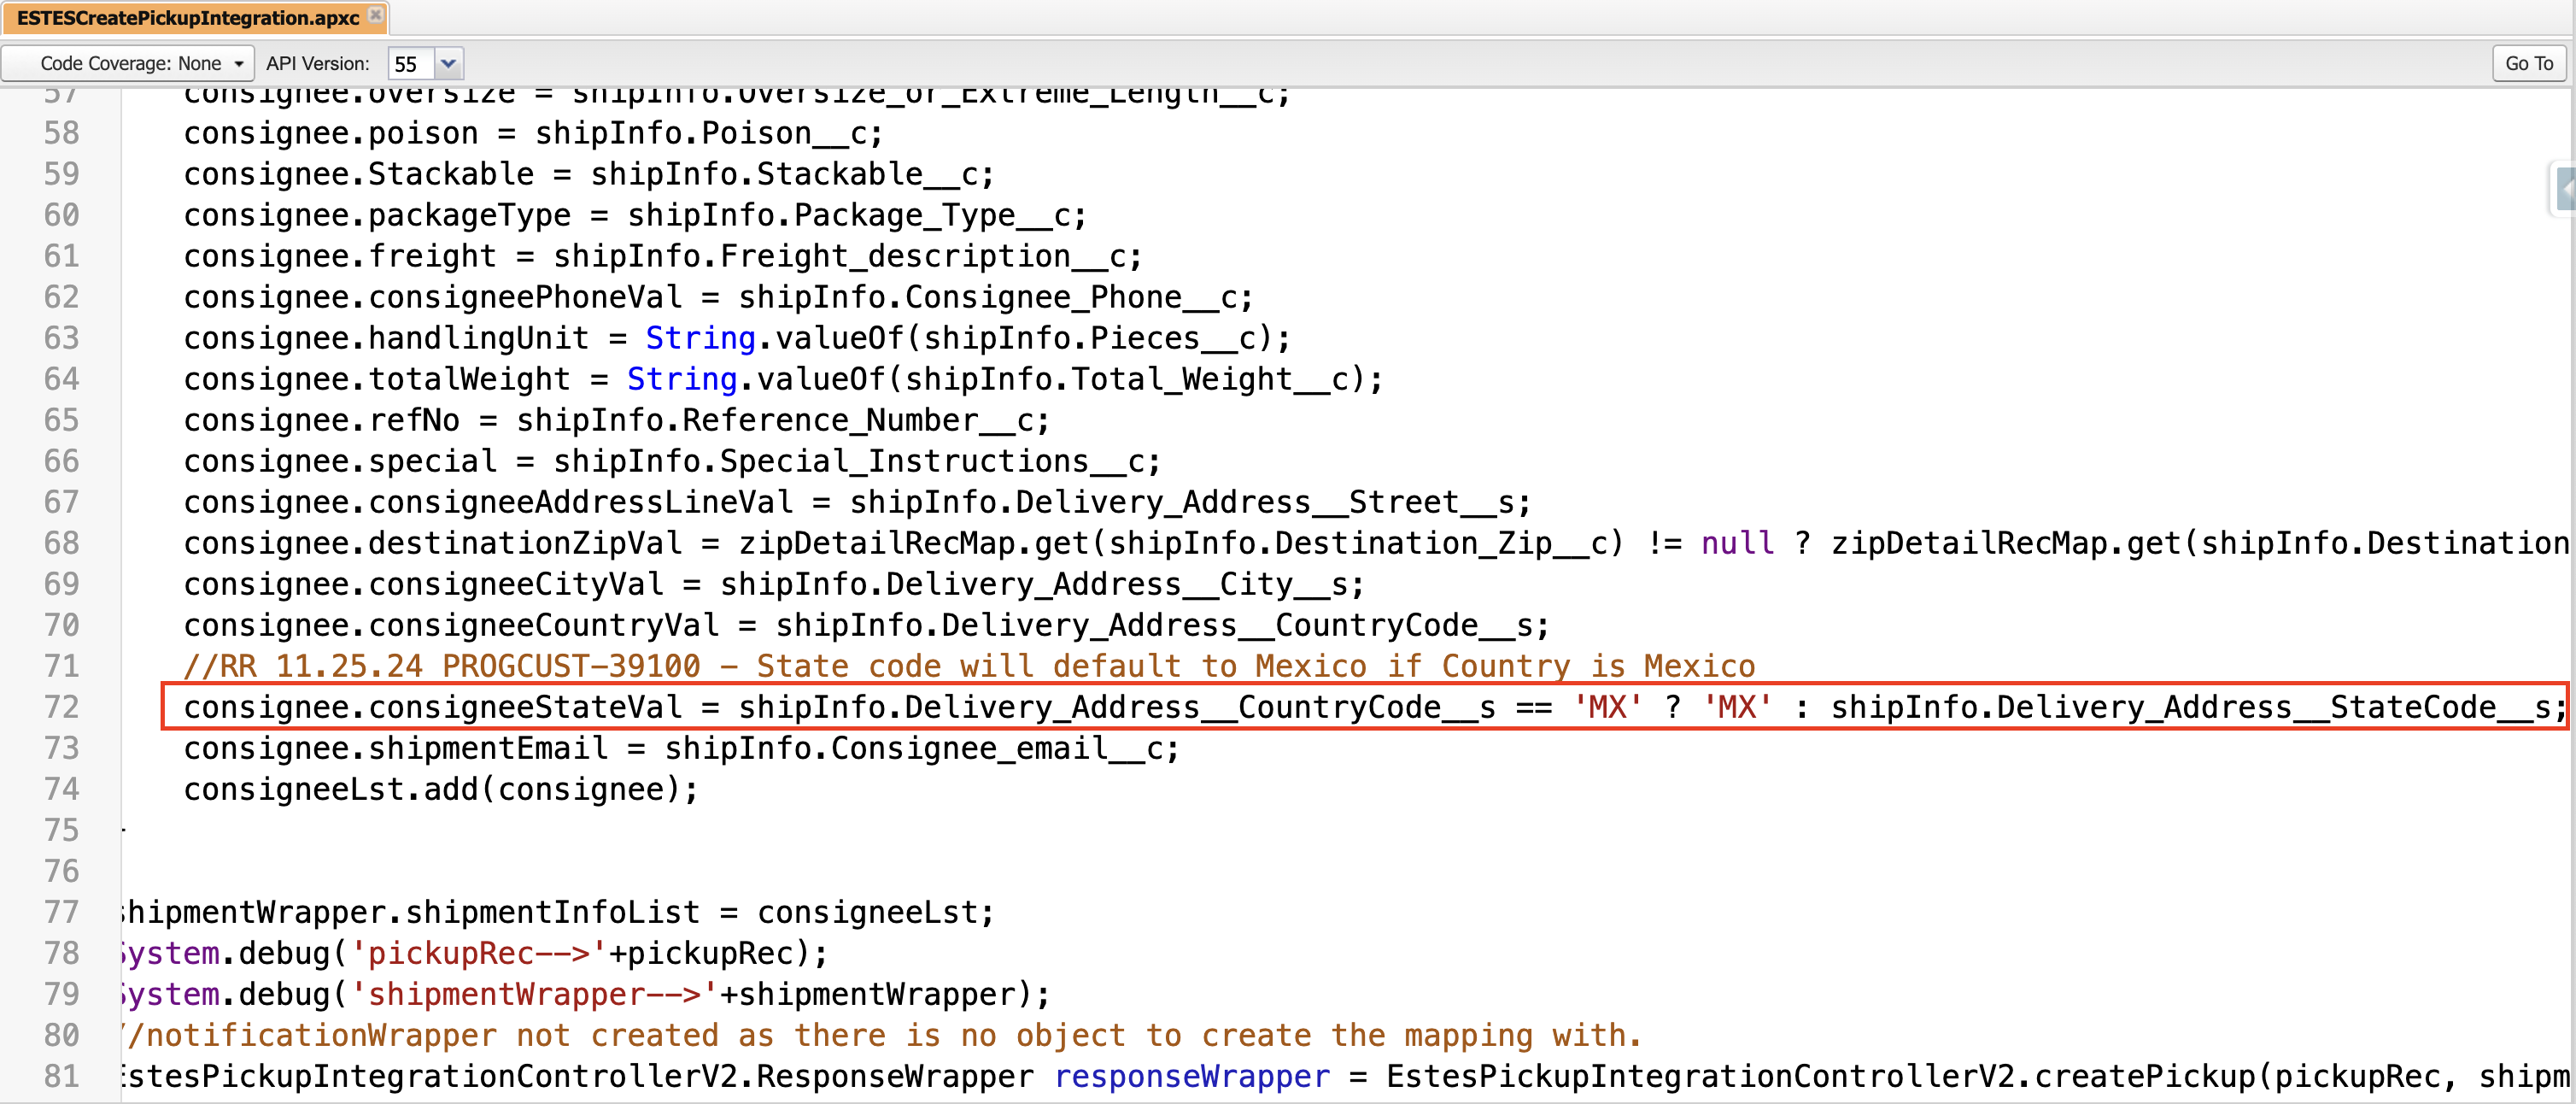 ESTESCreatePickupIntegration.apxc
Code Coverage: None API Version: 55 Go To
57 consignee.oversize = shipInfo.Oversize_or_Extreme_Length__c;
58 consignee.poison = shipInfo.Poison__c;
59 consignee.Stackable = shipInfo.Stackable__c;
60 consignee.packageType = shipInfo.Package_Type__c;
61 consignee.freight = shipInfo.Freight_description__c;
62 consignee.consigneePhoneVal = shipInfo.Consignee_Phone__c;
63 consignee.handlingUnit = String.valueOf(shipInfo.Pieces__c);
64 consignee.totalWeight = String.valueOf(shipInfo.Total_Weight__c);
65 consignee.refNo = shipInfo.Reference_Number__c;
66 consignee.special = shipInfo.Special_Instructions__c;
67 consignee.consigneeAddressLineVal = shipInfo.Delivery_Address__Street__s;
68 consignee.destinationZipVal = zipDetailRecMap.get(shipInfo.Destination_Zip__c) != null ? zipDetailRecMap.get(shipInfo.Destination
69 consignee.consigneeCityVal = shipInfo.Delivery_Address__City__s;
70 consignee.consigneeCountryVal = shipInfo.Delivery_Address__CountryCode__s;
71 //RR 11.25.24 PROGCUST-39100 - State code will default to Mexico if Country is Mexico
72 consignee.consigneeStateVal = shipInfo.Delivery_Address__CountryCode__s == 'MX' ? 'MX' : shipInfo.Delivery_Address__StateCode__s;
73 consignee.shipmentEmail = shipInfo.Consignee_email__c;
74 consigneeLst.add(consignee);
75
76
77 shipmentWrapper.shipmentInfoList = consigneeLst;
78 System.debug('pickupRec-->'+pickupRec);
79 System.debug('shipmentWrapper-->'+shipmentWrapper);
80 //notificationWrapper not created as there is no object to create the mapping with.
81 EstesPickupIntegrationControllerV2.ResponseWrapper responseWrapper = EstesPickupIntegrationControllerV2.createPickup(pickupRec, shipm